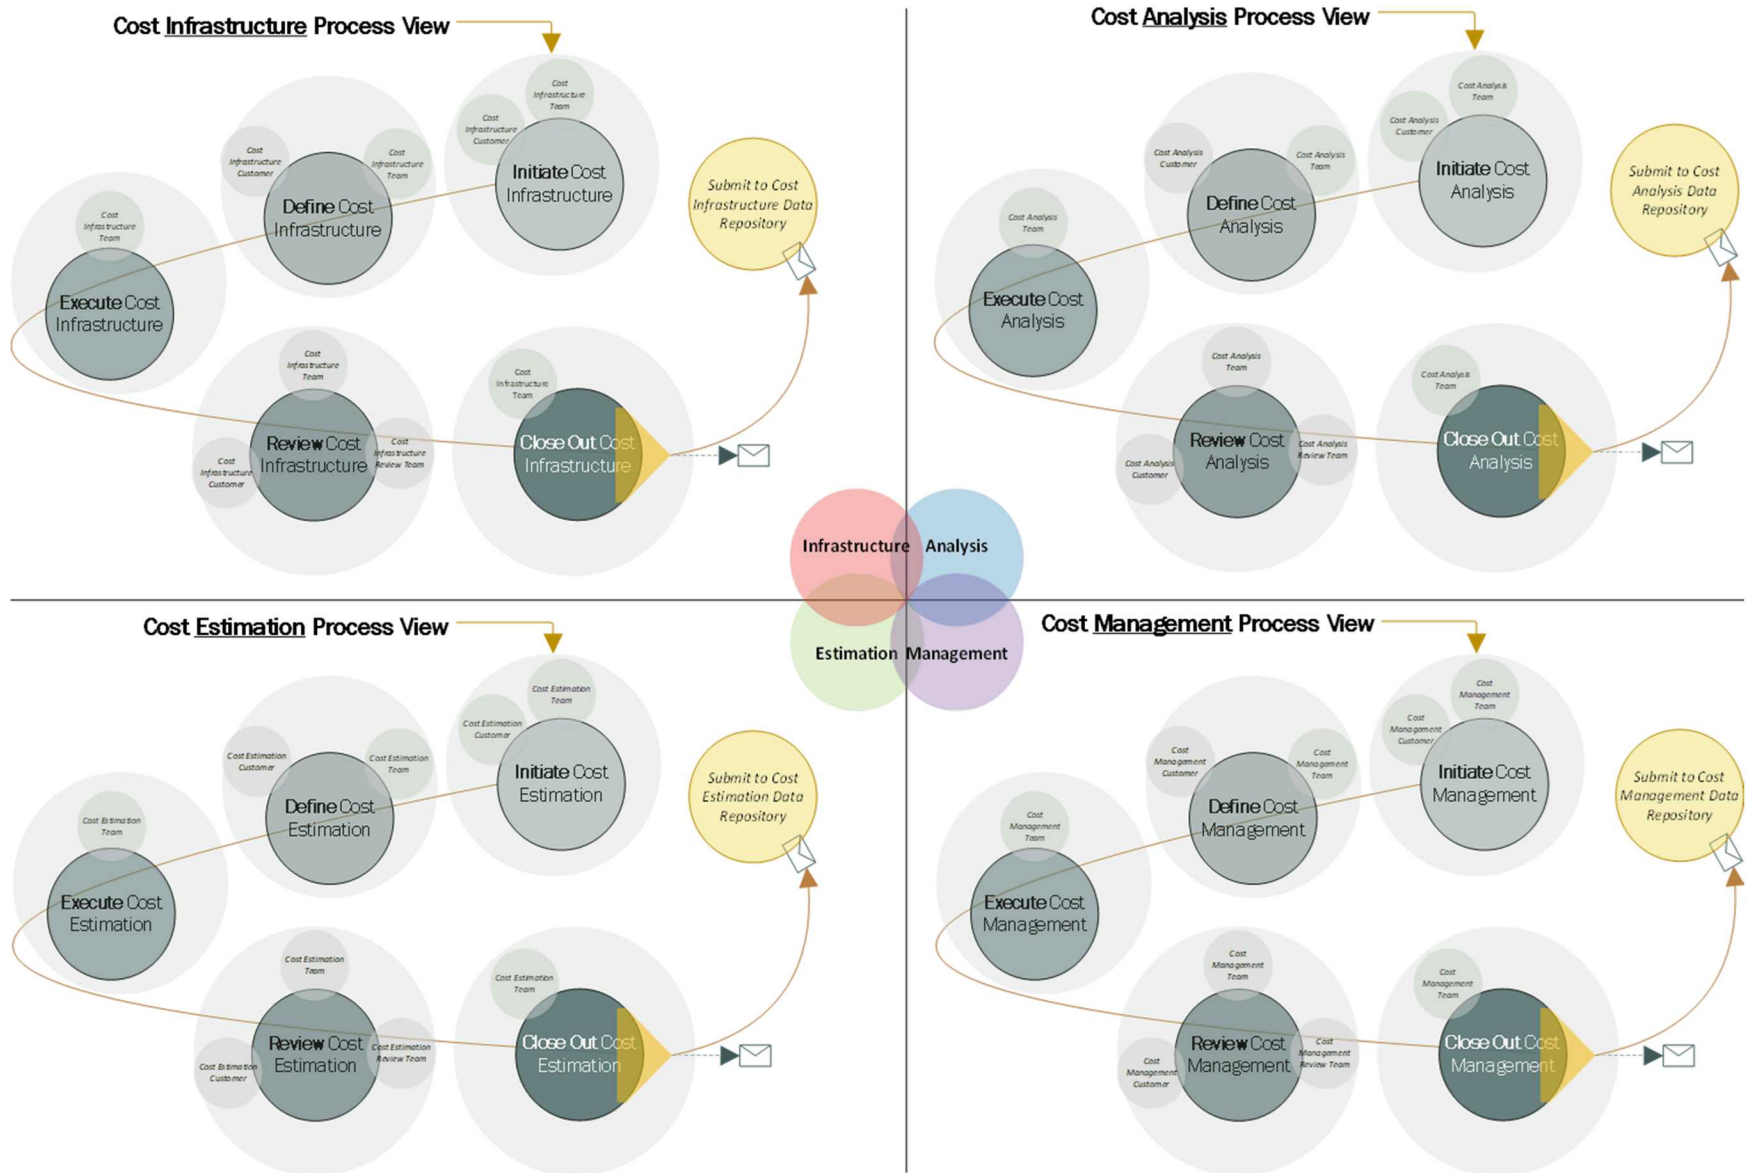 Cost Infrastructure Process View
Cost
Infrastructure
Team
Cost
Infrastructure
Customer
Initiate Cost
Infrastructure
Cost
Infrastructure
Customer
Cost
Infrastructure
Team
Define Cost
Infrastructure
Cost
Infrastructure
Team
Execute Cost
Infrastructure
Submit to Cost
Infrastructure Data
Repository
Cost
Infrastructure
Team
Cost
Infrastructure
Customer
Review Cost
Infrastructure
Cost
Infrastructure
Review Team
Cost
Infrastructure
Team
Close Out Cost
Infrastructure
Cost Analysis Process View
Cost Analysis
Team
Cost Analysis
Customer
Initiate Cost
Analysis
Cost Analysis
Customer
Cost Analysis
Team
Define Cost
Analysis
Cost Analysis
Team
Execute Cost
Analysis
Submit to Cost
Analysis Data
Repository
Cost Analysis
Team
Cost Analysis
Customer
Review Cost
Analysis
Cost Analysis
Review Team
Cost Analysis
Team
Close Out Cost
Analysis
Infrastructure
Analysis
Estimation
Management
Cost Estimation Process View
Cost Estimation
Team
Cost Estimation
Customer
Initiate Cost
Estimation
Cost Estimation
Customer
Cost Estimation
Team
Define Cost
Estimation
Cost Estimation
Team
Execute Cost
Estimation
Submit to Cost
Estimation Data
Repository
Cost Estimation
Team
Cost Estimation
Customer
Review Cost
Estimation
Cost Estimation
Review Team
Cost Estimation
Team
Close Out Cost
Estimation
Cost Management Process View
Cost
Management
Team
Cost
Management
Customer
Initiate Cost
Management
Cost
Management
Customer
Cost
Management
Team
Define Cost
Management
Cost
Management
Team
Execute Cost
Management
Submit to Cost
Management Data
Repository
Cost
Management
Team
Cost
Management
Customer
Review Cost
Management
Cost
Management
Review Team
Cost
Management
Team
Close Out Cost
Management